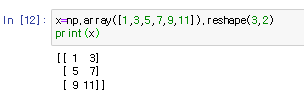 In [12]: x=np.array([1,3,5,7,9,11]).reshape(3,2)
print(x)
[[ 1  3]
 [ 5  7]
 [ 9 11]]